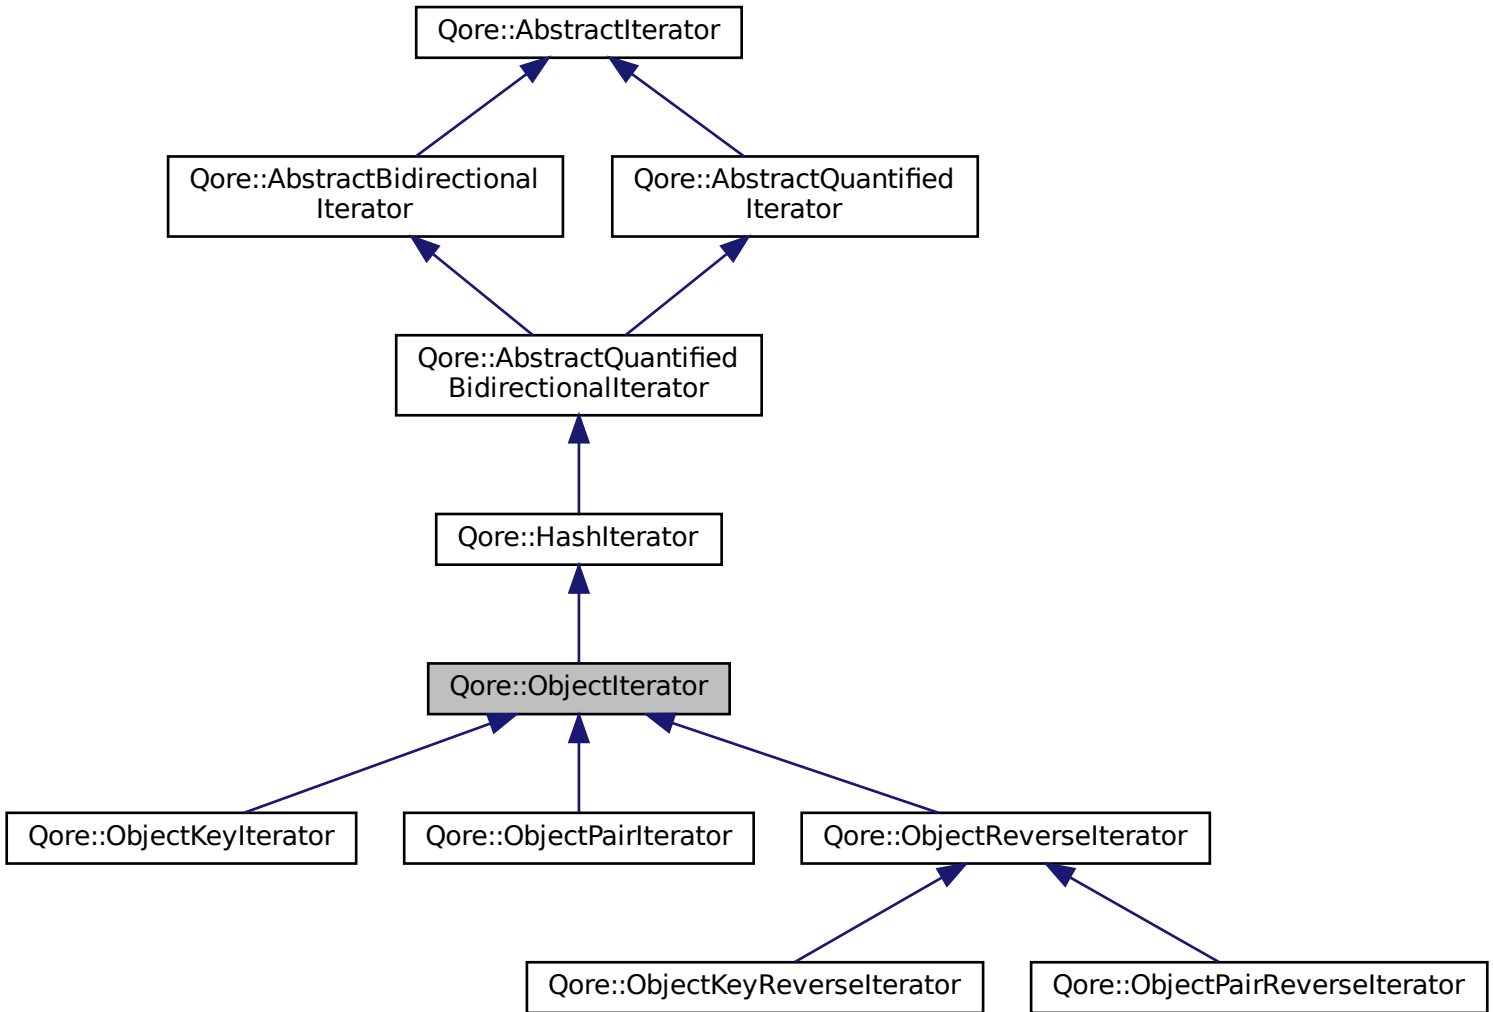 Qore::AbstractIterator
Qore::AbstractBidirectional
Iterator
Qore::AbstractQuantified
Iterator
Qore::AbstractQuantified
BidirectionalIterator
Qore::HashIterator
Qore::ObjectIterator
Qore::ObjectKeyIterator
Qore::ObjectPairIterator
Qore::ObjectReverseIterator
Qore::ObjectKeyReverseIterator
Qore::ObjectPairReverseIterator